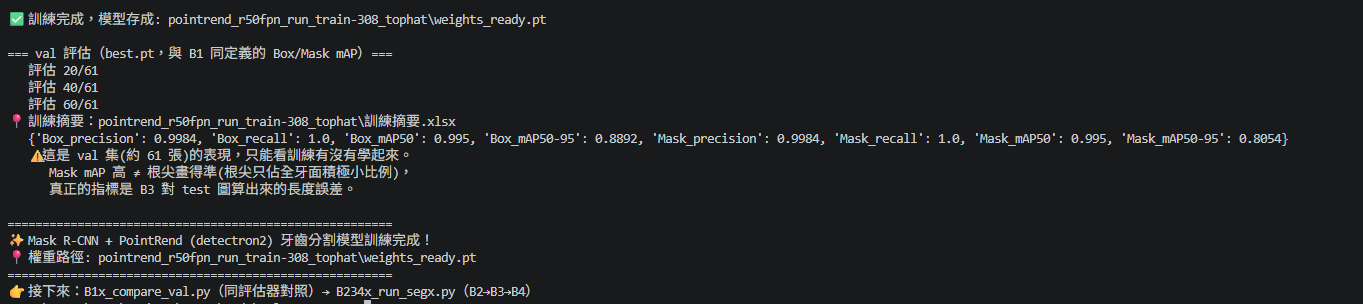 ✅ 訓練完成，模型存成: pointrend_r50fpn_run_train-308_tophat\weights_ready.pt
=== val 評估（best.pt，與 B1 同定義的 Box/Mask mAP）===
評估 20/61
評估 40/61
評估 60/61
📍 訓練摘要：pointrend_r50fpn_run_train-308_tophat\訓練摘要.xlsx
{'Box_precision': 0.9984, 'Box_recall': 1.0, 'Box_mAP50': 0.995, 'Box_mAP50-95': 0.8892, 'Mask_precision': 0.9984, 'Mask_recall': 1.0, 'Mask_mAP50': 0.995, 'Mask_mAP50-95': 0.8054}
⚠️這是 val 集(約 61 張)的表現，只能看訓練有沒有學起來。
Mask mAP 高 ≠ 根尖畫得準(根尖只佔全牙面積極小比例)，
真正的指標是 B3 對 test 圖算出來的長度誤差。
=======================================================
✨ Mask R-CNN + PointRend (detectron2) 牙齒分割模型訓練完成！
📍 權重路徑: pointrend_r50fpn_run_train-308_tophat\weights_ready.pt
=======================================================
👉 接下來：B1x_compare_val.py（同評估器對照）→ B234x_run_segx.py（B2→B3→B4）